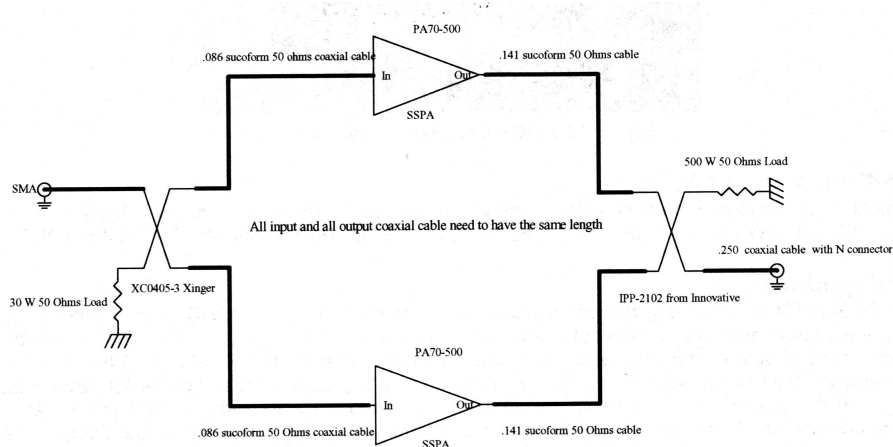 PA70-500
.086 sucoform 50 ohms coaxial cable
.141 sucoform 50 Ohms cable
In
Out
SSPA
500 W 50 Ohms Load
SMA
All input and all output coaxial cable need to have the same length
.250 coaxial cable with N connector
XC0405-3 Xinger
IPP-2102 from Innovative
30 W 50 Ohms Load
PA70-500
In
Out
.086 sucoform 50 Ohms coaxial cable
.141 sucoform 50 Ohms cable
SSPA